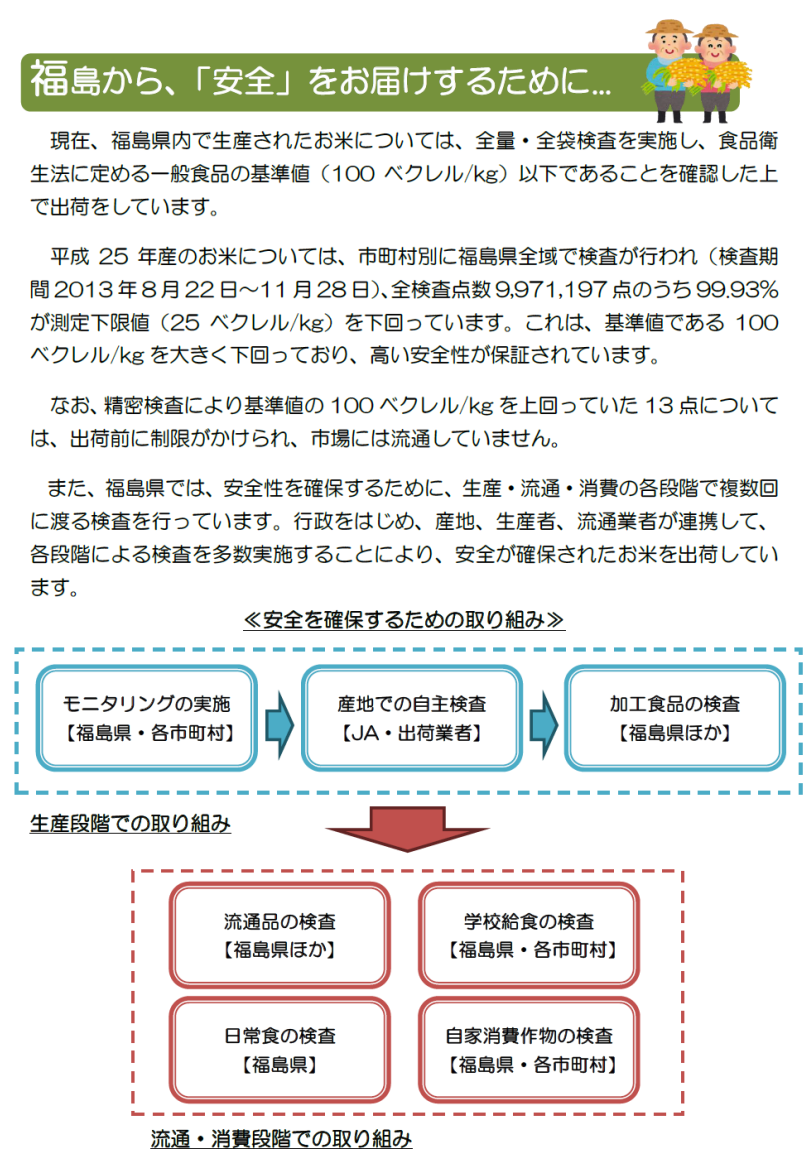 福島から、「安全」をお届けするために...
現在、福島県内で生産されたお米については、全量・全袋検査を実施し、食品衛
生法に定める一般食品の基準値（100 ベクレル/kg）以下であることを確認した上
で出荷をしています。
平成 25 年産のお米については、市町村別に福島県全域で検査が行われ（検査期
間2013年8月22日～11月28日）、全検査点数9,971,197点のうち99.93%
が測定下限値（25 ベクレル/kg）を下回っています。これは、基準値である 100
ベクレル/kgを大きく下回っており、高い安全性が保証されています。
なお、精密検査により基準値の100ベクレル/kgを上回っていた13点について
は、出荷前に制限がかけられ、市場には流通していません。
また、福島県では、安全性を確保するために、生産・流通・消費の各段階で複数回
に渡る検査を行っています。行政をはじめ、産地、生産者、流通業者が連携して、
各段階による検査を多数実施することにより、安全が確保されたお米を出荷してい
ます。
≪安全を確保するための取り組み≫
モニタリングの実施
【福島県・各市町村】
産地での自主検査
【JA・出荷業者】
加工食品の検査
【福島県ほか】
生産段階での取り組み
流通品の検査
【福島県ほか】
学校給食の検査
【福島県・各市町村】
日常食の検査
【福島県】
自家消費作物の検査
【福島県・各市町村】
流通・消費段階での取り組み